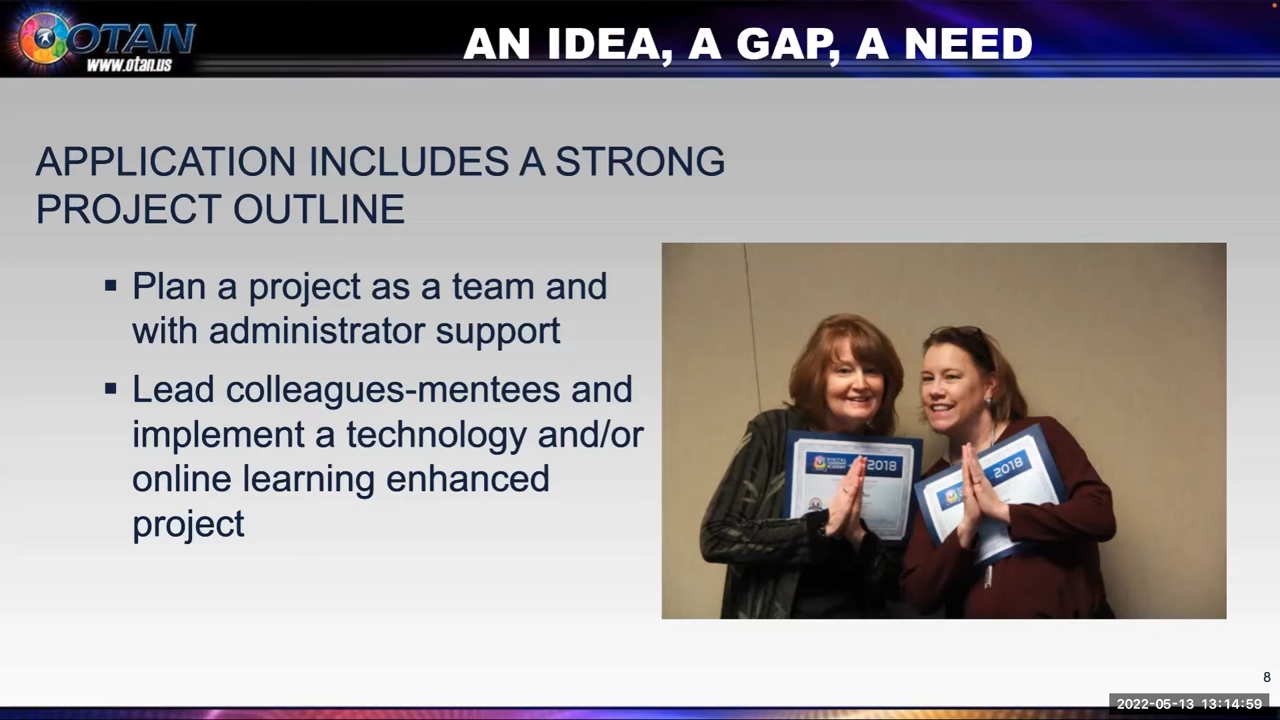 OTAN
www.otan.us
AN IDEA, A GAP, A NEED
APPLICATION INCLUDES A STRONG
PROJECT OUTLINE
▪ Plan a project as a team and
with administrator support
▪ Lead colleagues-mentees and
implement a technology and/or
online learning enhanced
project
2018
2018
8
2022-05-13 13:14:59